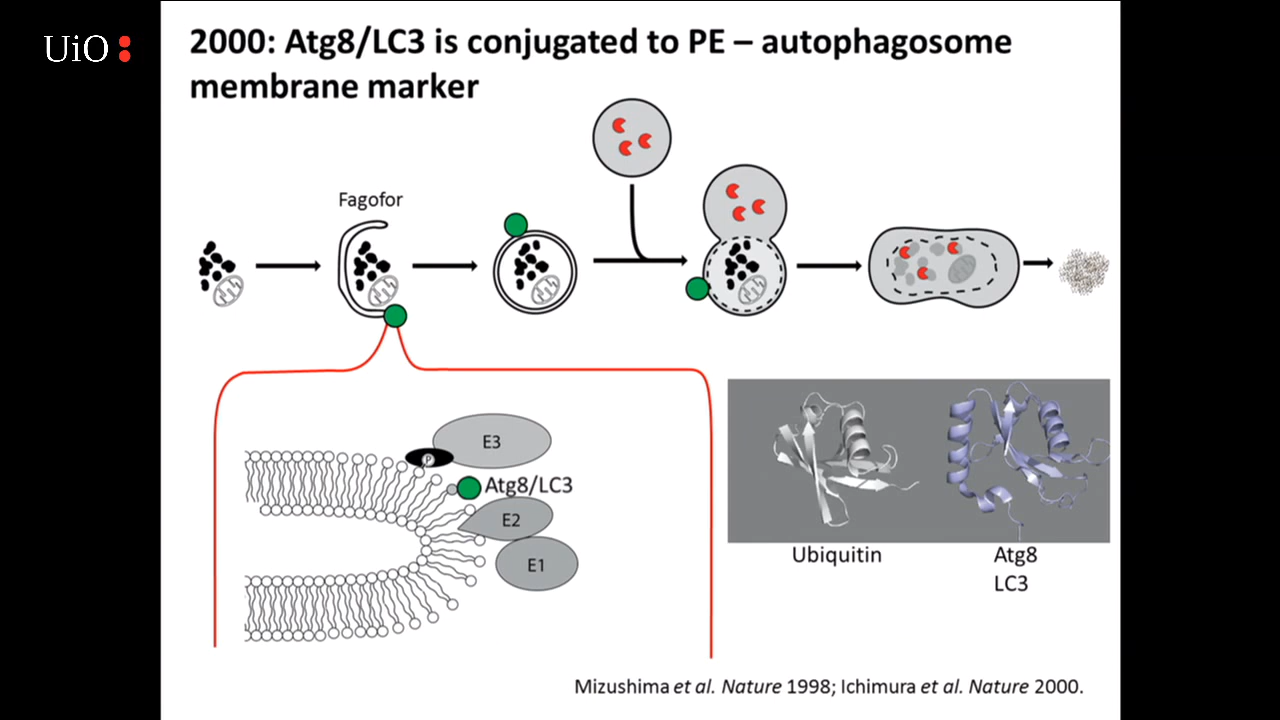 UiO
2000: Atg8/LC3 is conjugated to PE – autophagosome
membrane marker
Fagofor
E3
P
Atg8/LC3
E2
E1
Ubiquitin
Atg8
LC3
Mizushima et al. Nature 1998; Ichimura et al. Nature 2000.